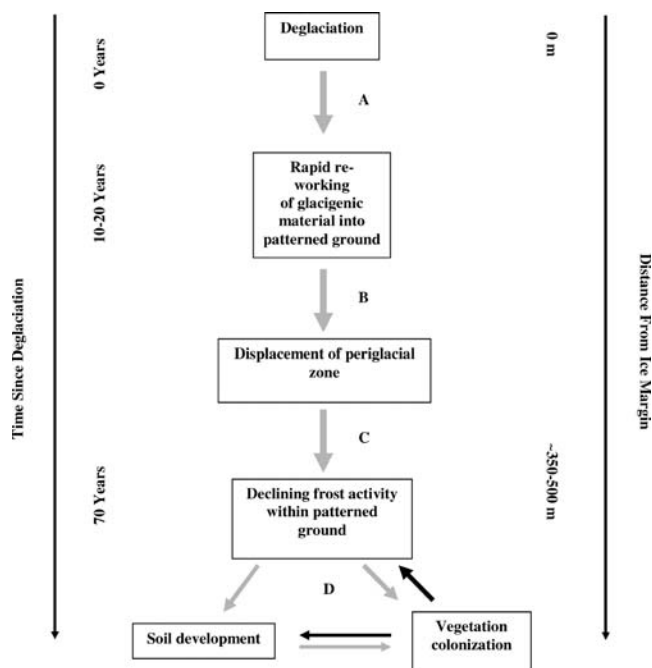 Deglaciation
0 Years
0 m
A
Rapid re-
working
of glacigenic
material into
patterned ground
10-20 Years
B
Displacement of periglacial
zone
Time Since Deglaciation
Distance From Ice Margin
C
Declining frost activity
within patterned
ground
70 Years
~350-500 m
D
Soil development
Vegetation
colonization